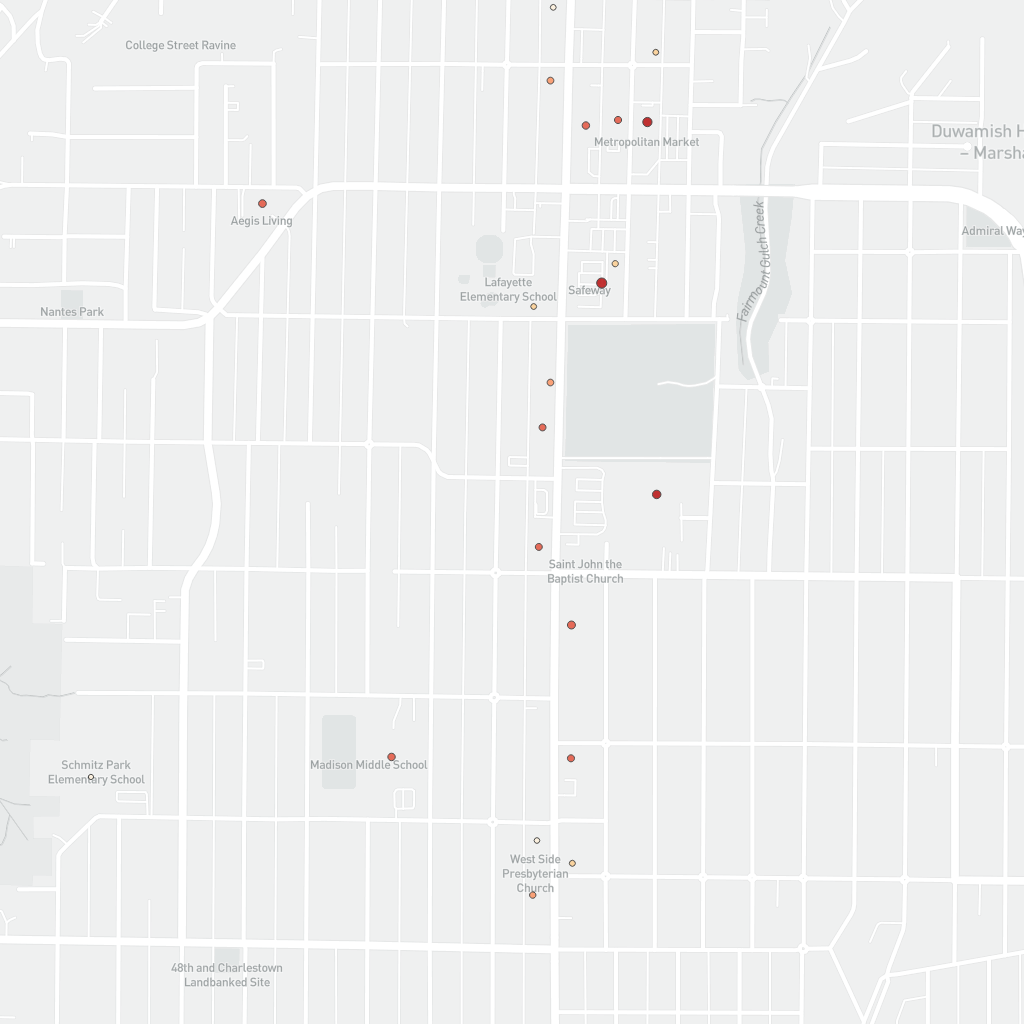 College Street Ravine
Metropolitan Market
Duwamish H
– Marsha
Aegis Living
Admiral Way
Fairmount Gulch Creek
Lafayette
Elementary School
Safeway
Nantes Park
Saint John the
Baptist Church
Schmitz Park
Elementary School
Madison Middle School
West Side
Presbyterian
Church
48th and Charlestown
Landbanked Site